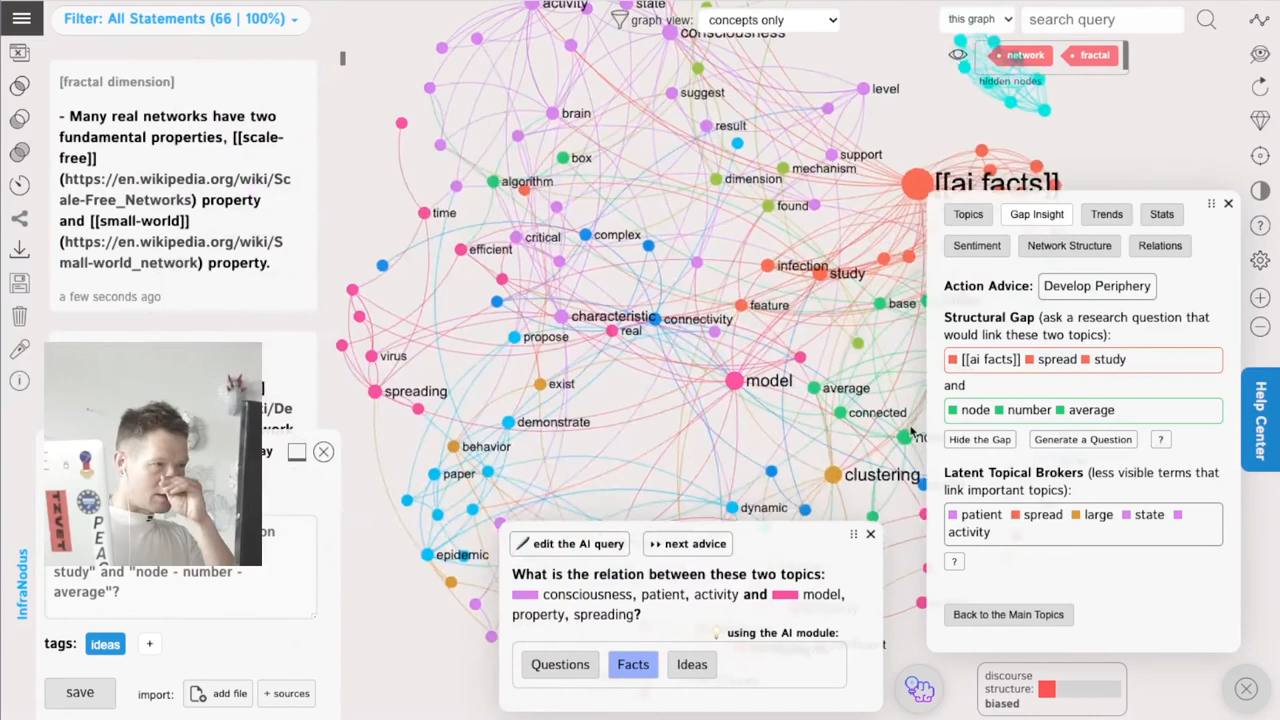 Filter: All Statements (66 | 100%)
graph view:
concepts only
this graph
search query
network
fractal
hidden nodes
[fractal dimension]
- Many real networks have two
fundamental properties, [[scale-
free]]
(https://en.wikipedia.org/wiki/Sc
ale-Free_Networks) property
and [[small-world]]
(https://en.wikipedia.org/wiki/S
mall-world_network) property.
a few seconds ago
study" and "node - number -
average"?
tags:
ideas
+
save
import:
add file
+ sources
InfraNodus
TZVET
PEAC
activity
state
consciousness
suggest
level
brain
result
box
support
mechanism
algorithm
dimension
[[ai facts]]
time
found
critical
complex
efficient
infection
study
feature
base
characteristic
connectivity
real
propose
virus
exist
model
spreading
average
connected
demonstrate
behavior
clustering
paper
dynamic
epidemic
edit the AI query
next advice
What is the relation between these two topics:
consciousness, patient, activity and model,
property, spreading?
using the AI module:
Questions
Facts
Ideas
Topics
Gap Insight
Trends
Stats
Sentiment
Network Structure
Relations
Action Advice: Develop Periphery
Structural Gap (ask a research question that
would link these two topics):
[[ai facts]] spread study
and
node number average
Hide the Gap
Generate a Question
?
Latent Topical Brokers (less visible terms that
link important topics):
patient spread large state
activity
?
Back to the Main Topics
Help Center
discourse
structure:
biased